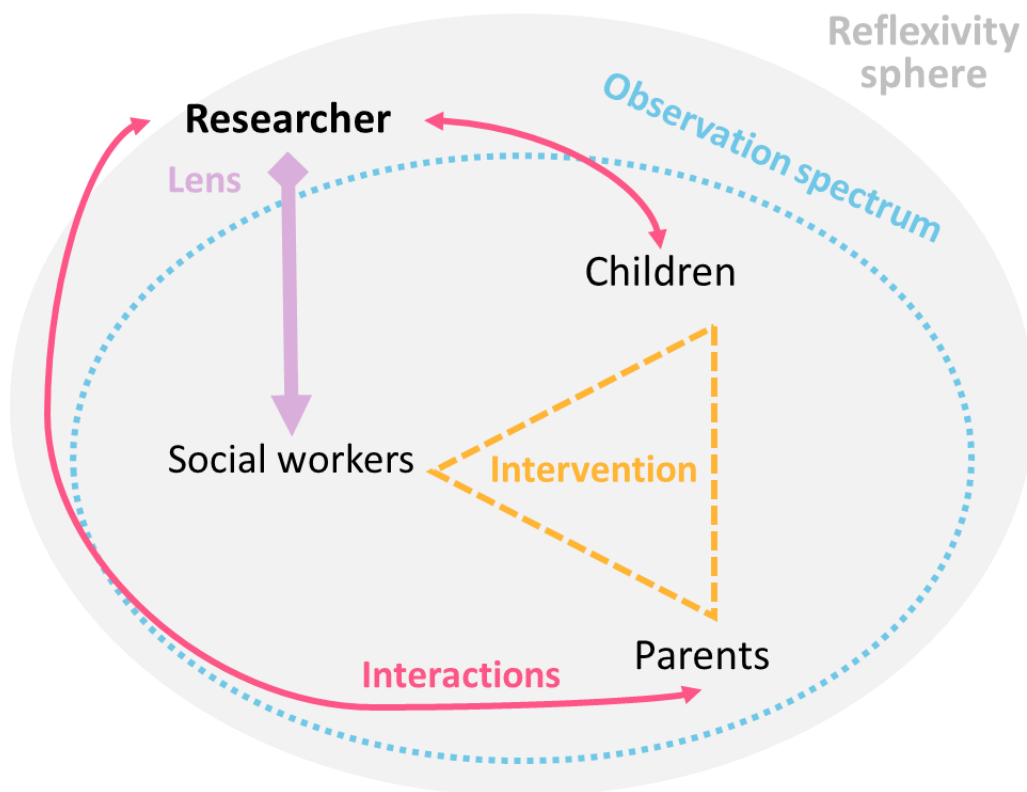 Reflexivity
sphere
Observation spectrum
Researcher
Lens
Children
Social workers
Intervention
Parents
Interactions